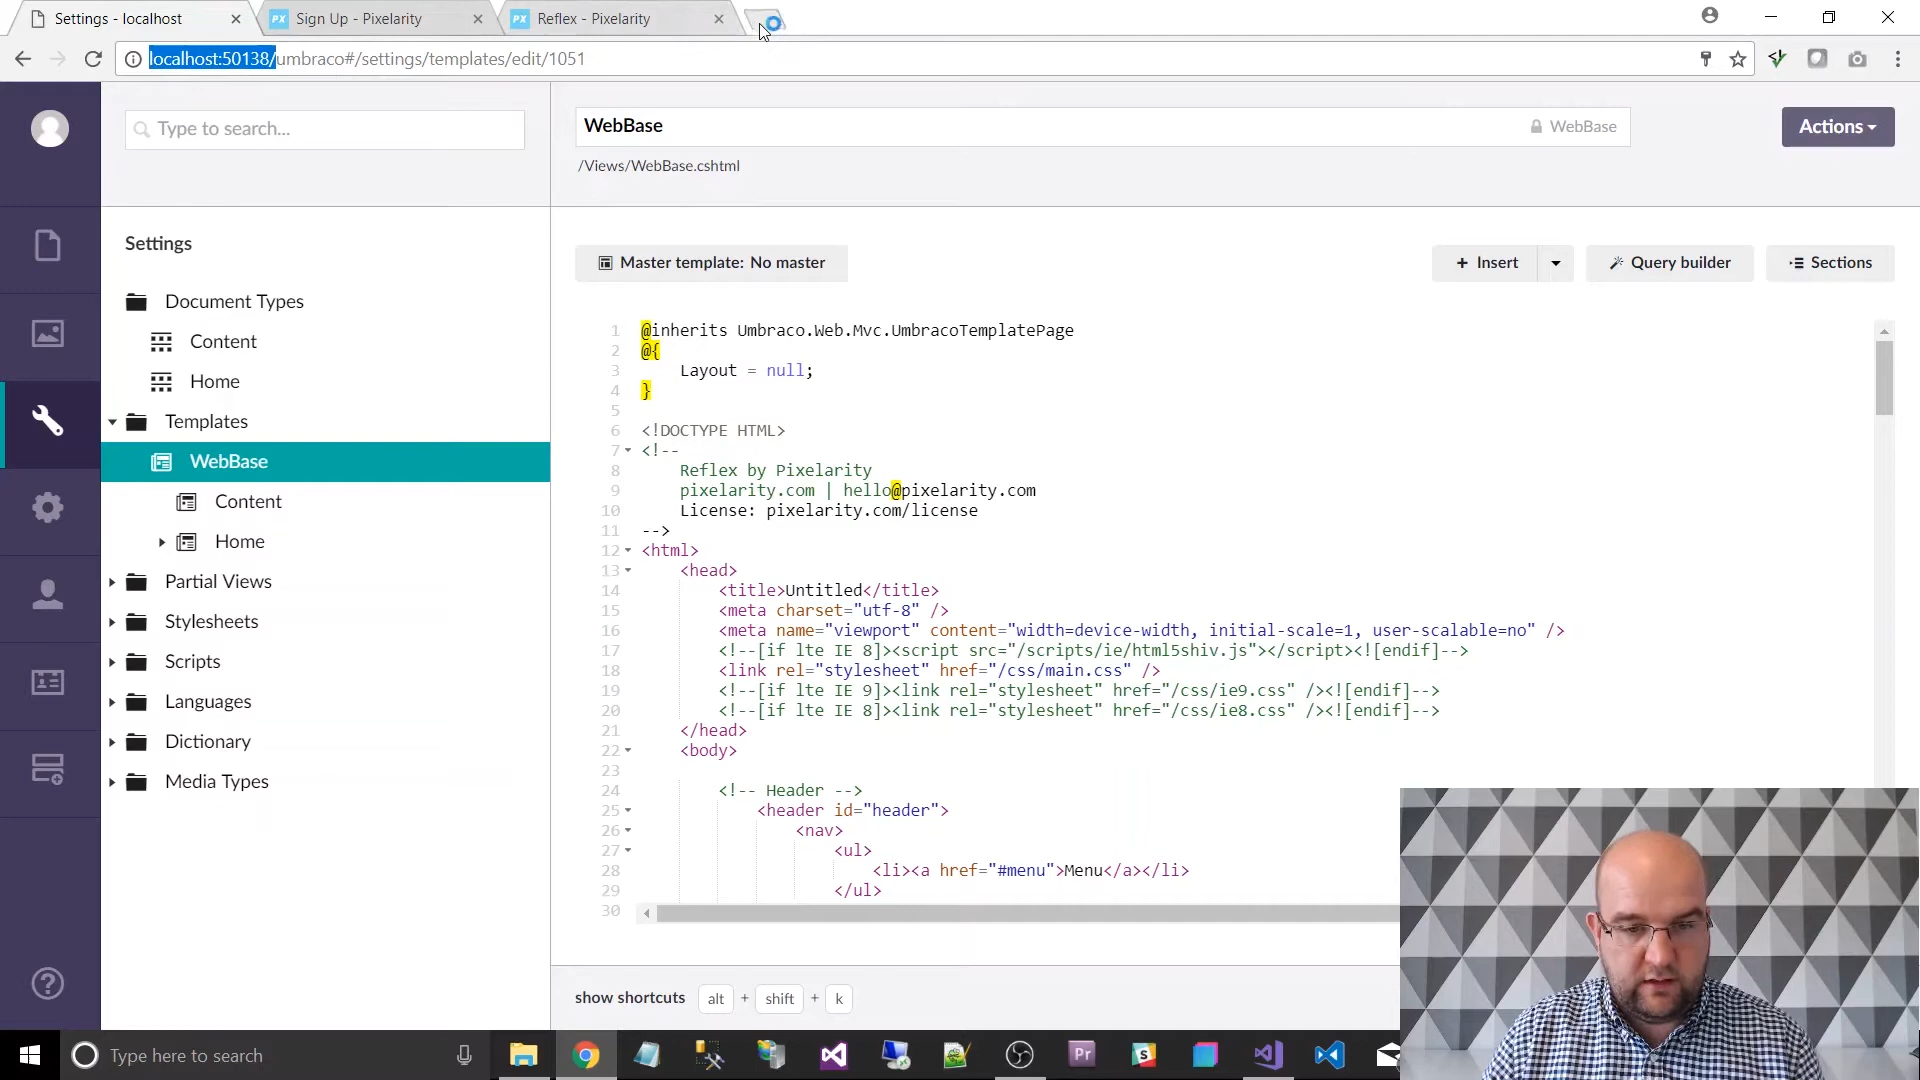 Settings - localhost
Sign Up - Pixelarity
Reflex - Pixelarity
localhost:50138/umbraco#/settings/templates/edit/1051
Type to search...
WebBase
WebBase
Actions
/Views/WebBase.cshtml
Settings
Master template: No master
+ Insert
Query builder
Sections
Document Types
Content
Home
Templates
WebBase
Content
Home
Partial Views
Stylesheets
Scripts
Languages
Dictionary
Media Types
1 @inherits Umbraco.Web.Mvc.UmbracoTemplatePage
2 @{
3 Layout = null;
4 }
5
6 <!DOCTYPE HTML>
7 <!--
8 Reflex by Pixelarity
9 pixelarity.com | hello@pixelarity.com
10 License: pixelarity.com/license
11 -->
12 <html>
13 <head>
14 <title>Untitled</title>
15 <meta charset="utf-8" />
16 <meta name="viewport" content="width=device-width, initial-scale=1, user-scalable=no" />
17 <!--[if lte IE 8]><script src="/scripts/ie/html5shiv.js"></script><![endif]-->
18 <link rel="stylesheet" href="/css/main.css" />
19 <!--[if lte IE 9]><link rel="stylesheet" href="/css/ie9.css" /><![endif]-->
20 <!--[if lte IE 8]><link rel="stylesheet" href="/css/ie8.css" /><![endif]-->
21 </head>
22 <body>
23
24 <!-- Header -->
25 <header id="header">
26 <nav>
27 <ul>
28 <li><a href="#menu">Menu</a></li>
29 </ul>
30
show shortcuts alt + shift + k
Type here to search